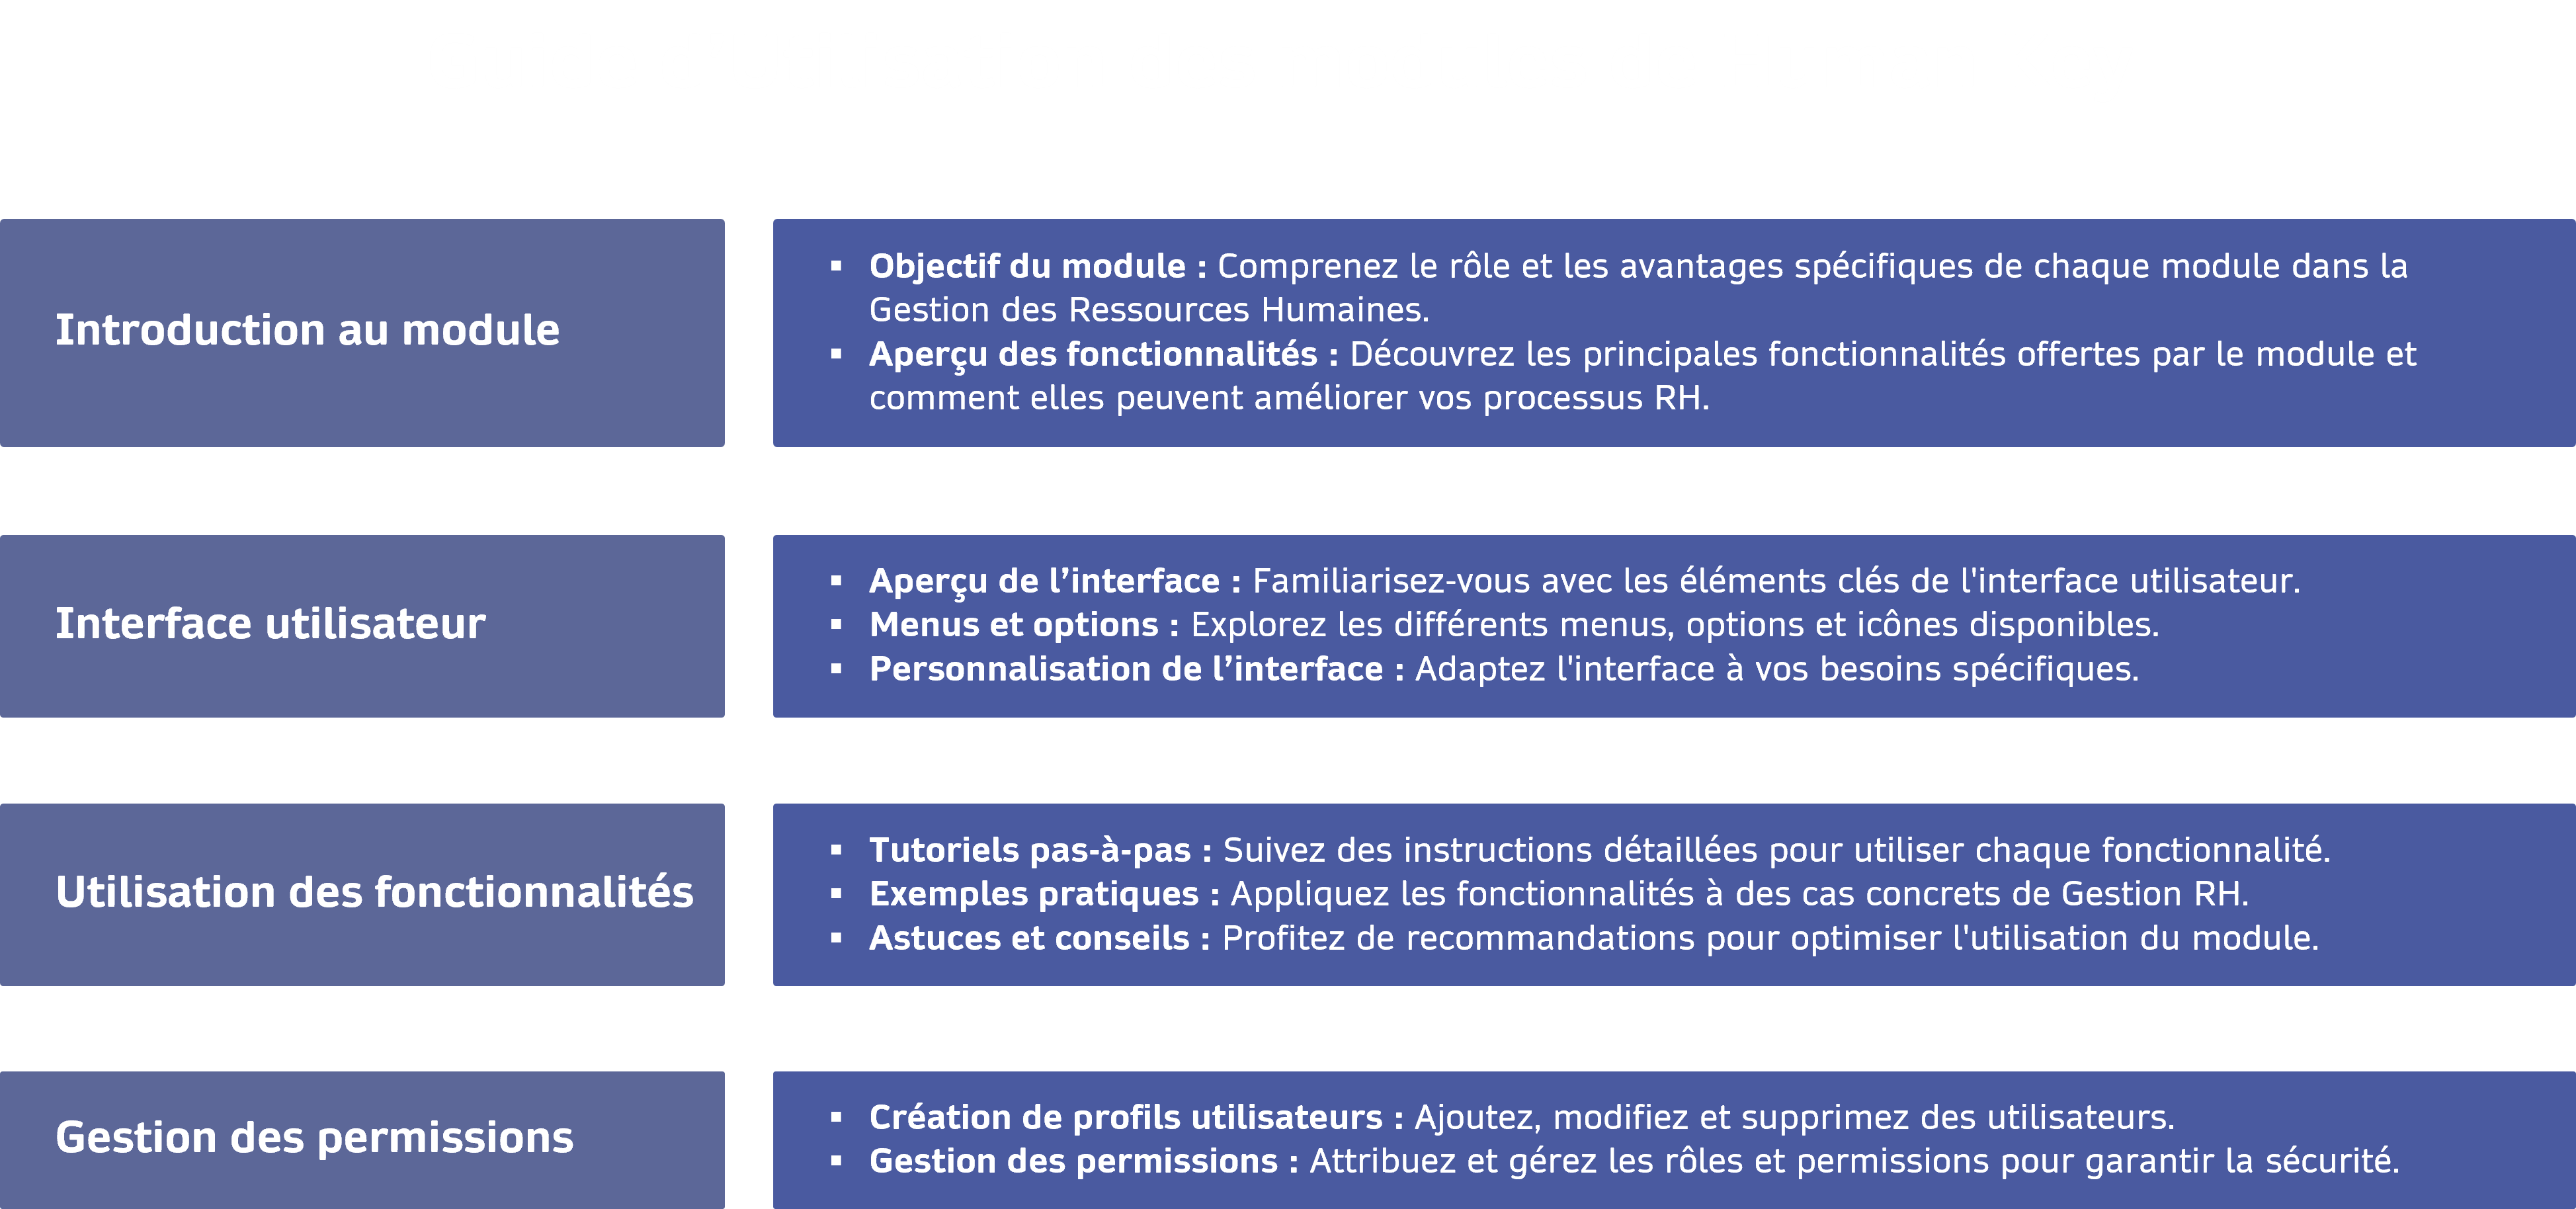 Introduction au module
▪ Objectif du module : Comprenez le rôle et les avantages spécifiques de chaque module dans la
Gestion des Ressources Humaines.
▪ Aperçu des fonctionnalités : Découvrez les principales fonctionnalités offertes par le module et
comment elles peuvent améliorer vos processus RH.
Interface utilisateur
▪ Aperçu de l’interface : Familiarisez-vous avec les éléments clés de l'interface utilisateur.
▪ Menus et options : Explorez les différents menus, options et icônes disponibles.
▪ Personnalisation de l’interface : Adaptez l'interface à vos besoins spécifiques.
Utilisation des fonctionnalités
▪ Tutoriels pas-à-pas : Suivez des instructions détaillées pour utiliser chaque fonctionnalité.
▪ Exemples pratiques : Appliquez les fonctionnalités à des cas concrets de Gestion RH.
▪ Astuces et conseils : Profitez de recommandations pour optimiser l'utilisation du module.
Gestion des permissions
▪ Création de profils utilisateurs : Ajoutez, modifiez et supprimez des utilisateurs.
▪ Gestion des permissions : Attribuez et gérez les rôles et permissions pour garantir la sécurité.